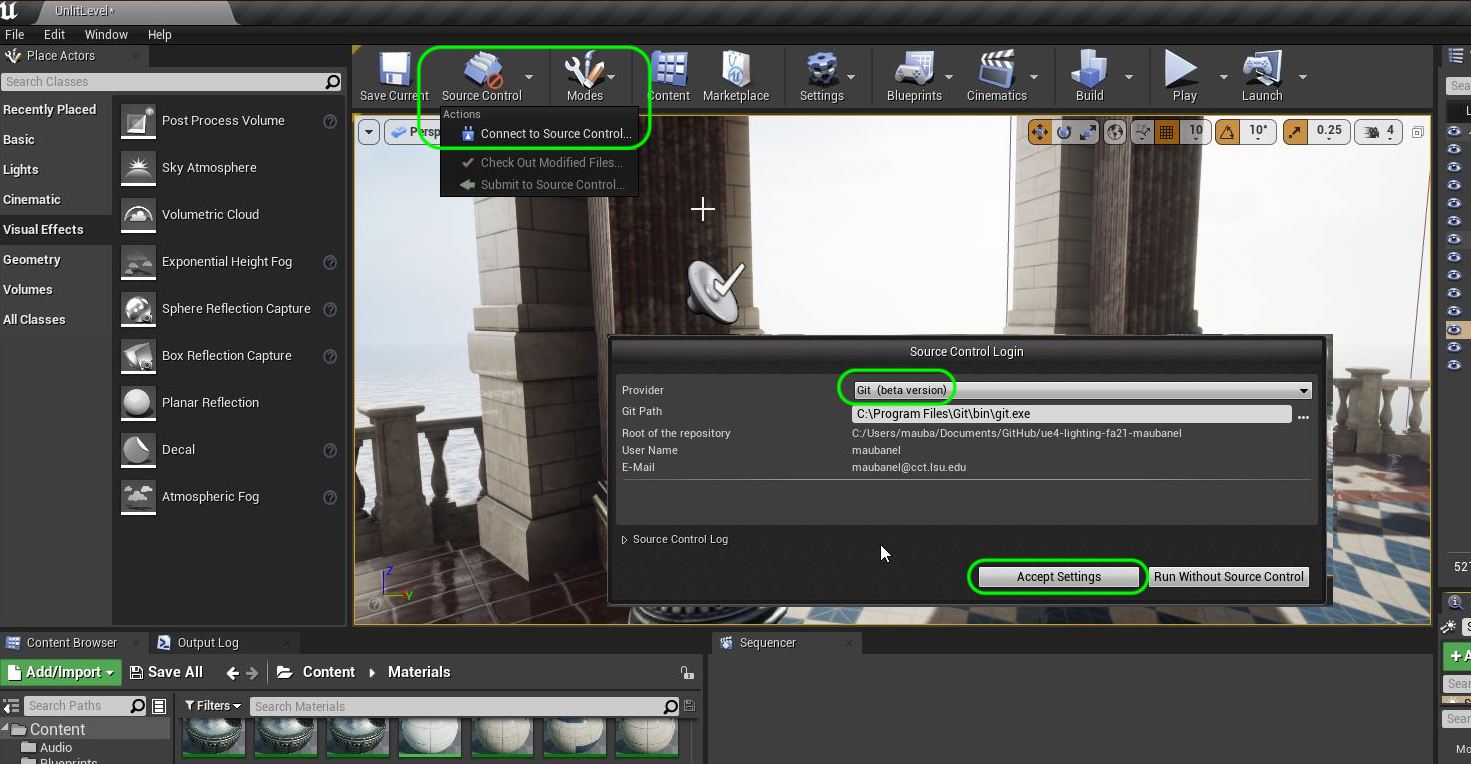 UnlitLevel*
File Edit Window Help
Place Actors
Search Classes
Recently Placed
Basic
Lights
Cinematic
Visual Effects
Geometry
Volumes
All Classes
Post Process Volume
Sky Atmosphere
Volumetric Cloud
Exponential Height Fog
Sphere Reflection Capture
Box Reflection Capture
Planar Reflection
Decal
Atmospheric Fog
Save Current Source Control Modes Content Marketplace Settings Blueprints Cinematics Build Play Launch
Actions
Connect to Source Control...
Check Out Modified Files...
Submit to Source Control...
Persp
10 10° 0.25 4
Source Control Login
Provider Git (beta version)
Git Path C:\Program Files\Git\bin\git.exe ...
Root of the repository C:/Users/mauba/Documents/GitHub/ue4-lighting-fa21-maubanel
User Name maubanel
E-Mail maubanel@cct.lsu.edu
Source Control Log
Accept Settings Run Without Source Control
Z
Y
Content Browser Output Log
Add/Import Save All Content Materials
Search Paths Filters Search Materials
Content
Audio
Blueprints
Sequencer
Sear
L
527
+ A
Sear
Sear
Mo